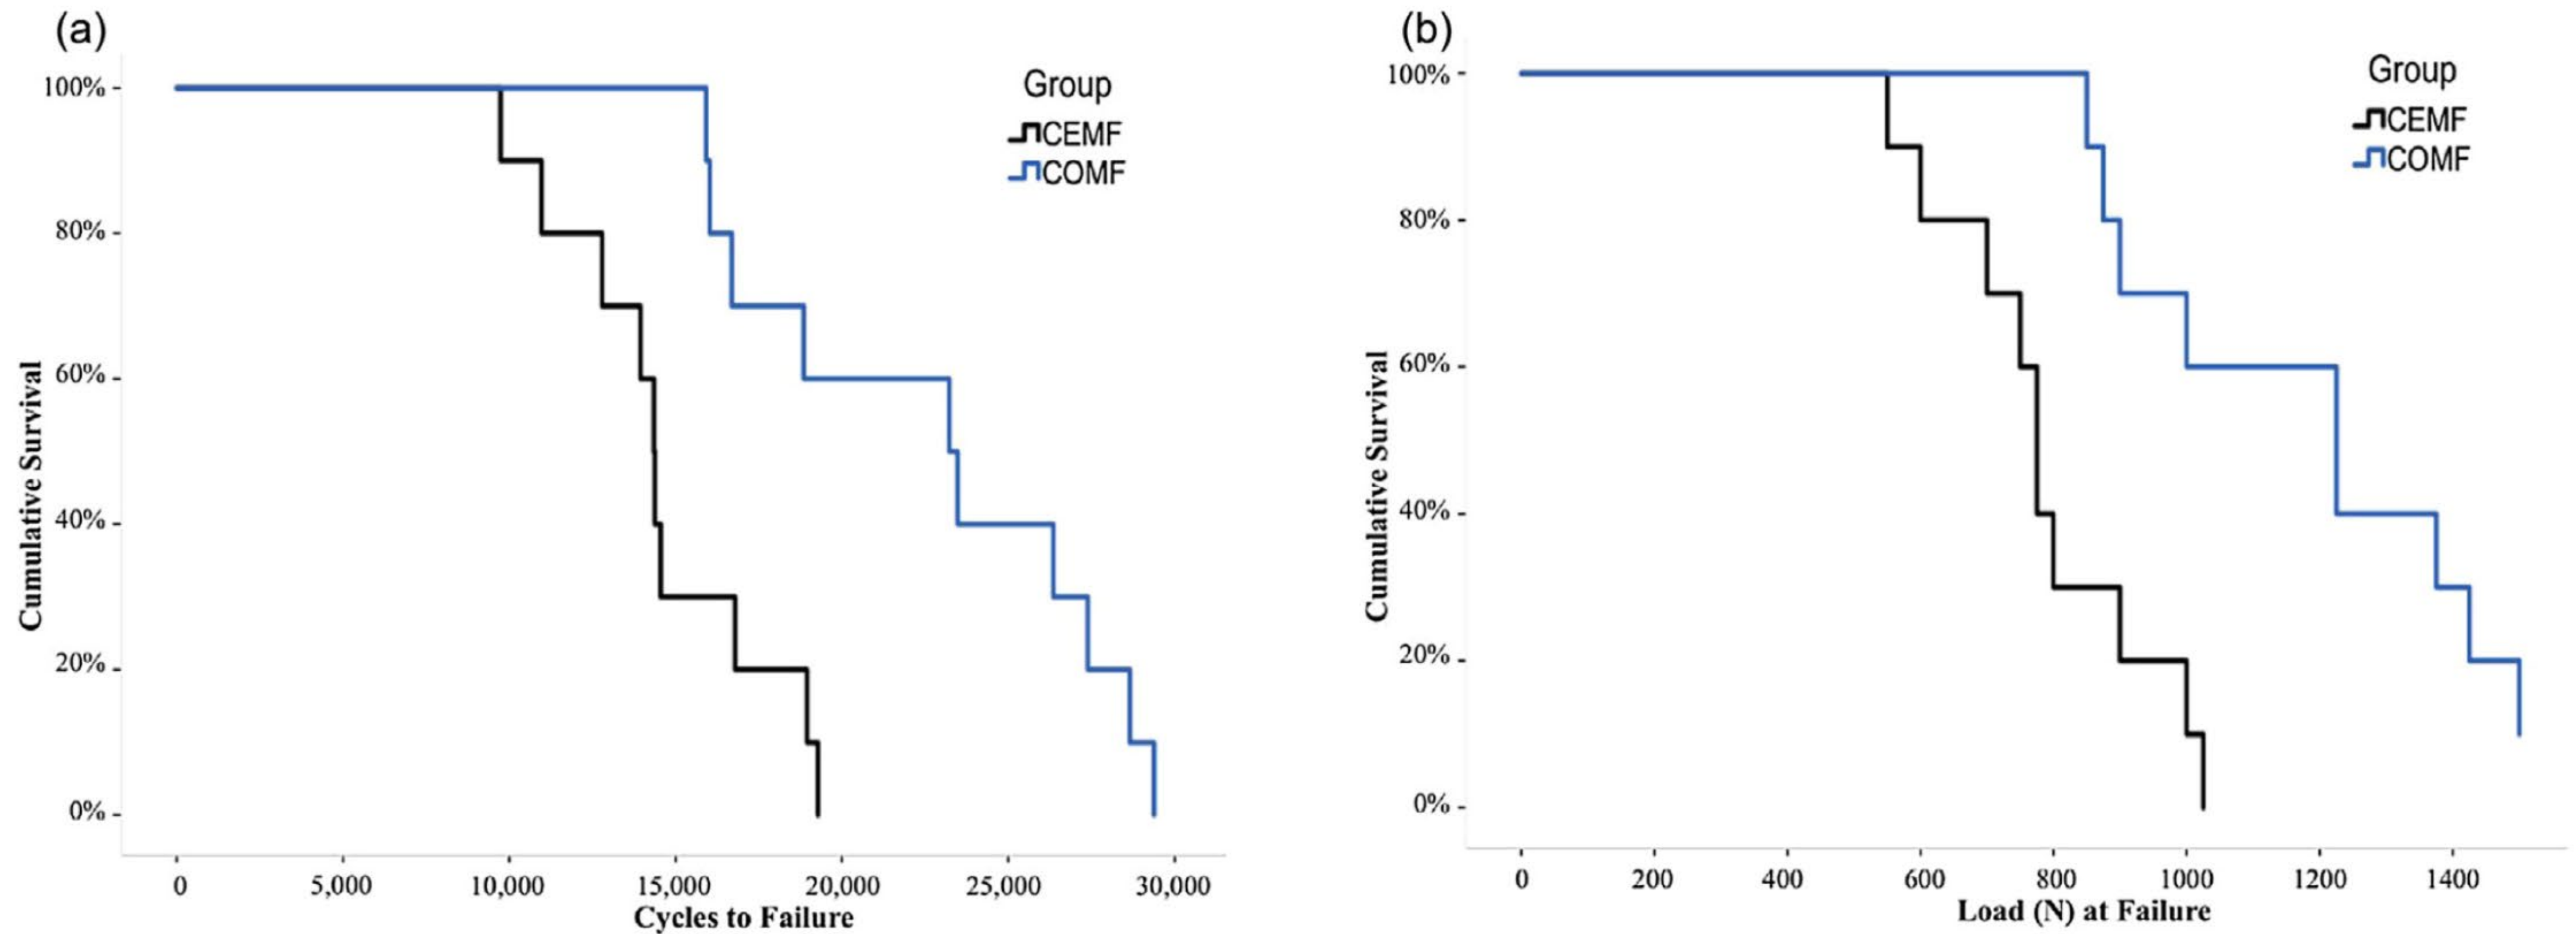 (a)
Group
CEMF
COMF
100%
80%
60%
40%
20%
0%
Cumulative Survival
0 5,000 10,000 15,000 20,000 25,000 30,000
Cycles to Failure
(b)
Group
CEMF
COMF
100%
80%
60%
40%
20%
0%
Cumulative Survival
0 200 400 600 800 1000 1200 1400
Load (N) at Failure